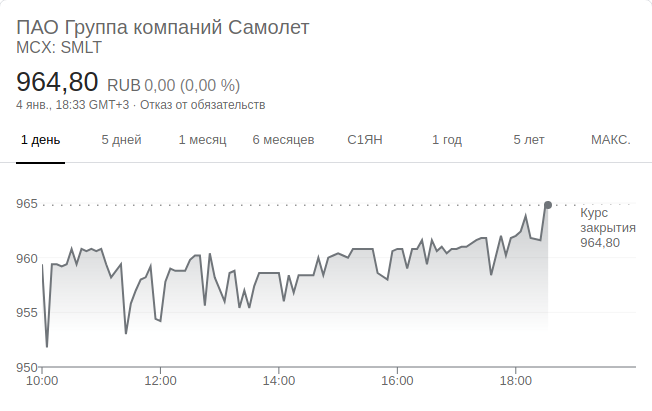 ПАО Группа компаний Самолет
MCX: SMLT
964,80 RUB 0,00 (0,00 %)
4 янв., 18:33 GMT+3 · Отказ от обязательств
1 день 5 дней 1 месяц 6 месяцев С1ЯН 1 год 5 лет МАКС.
965
Курс
закрытия
964,80
960
955
950
10:00 12:00 14:00 16:00 18:00